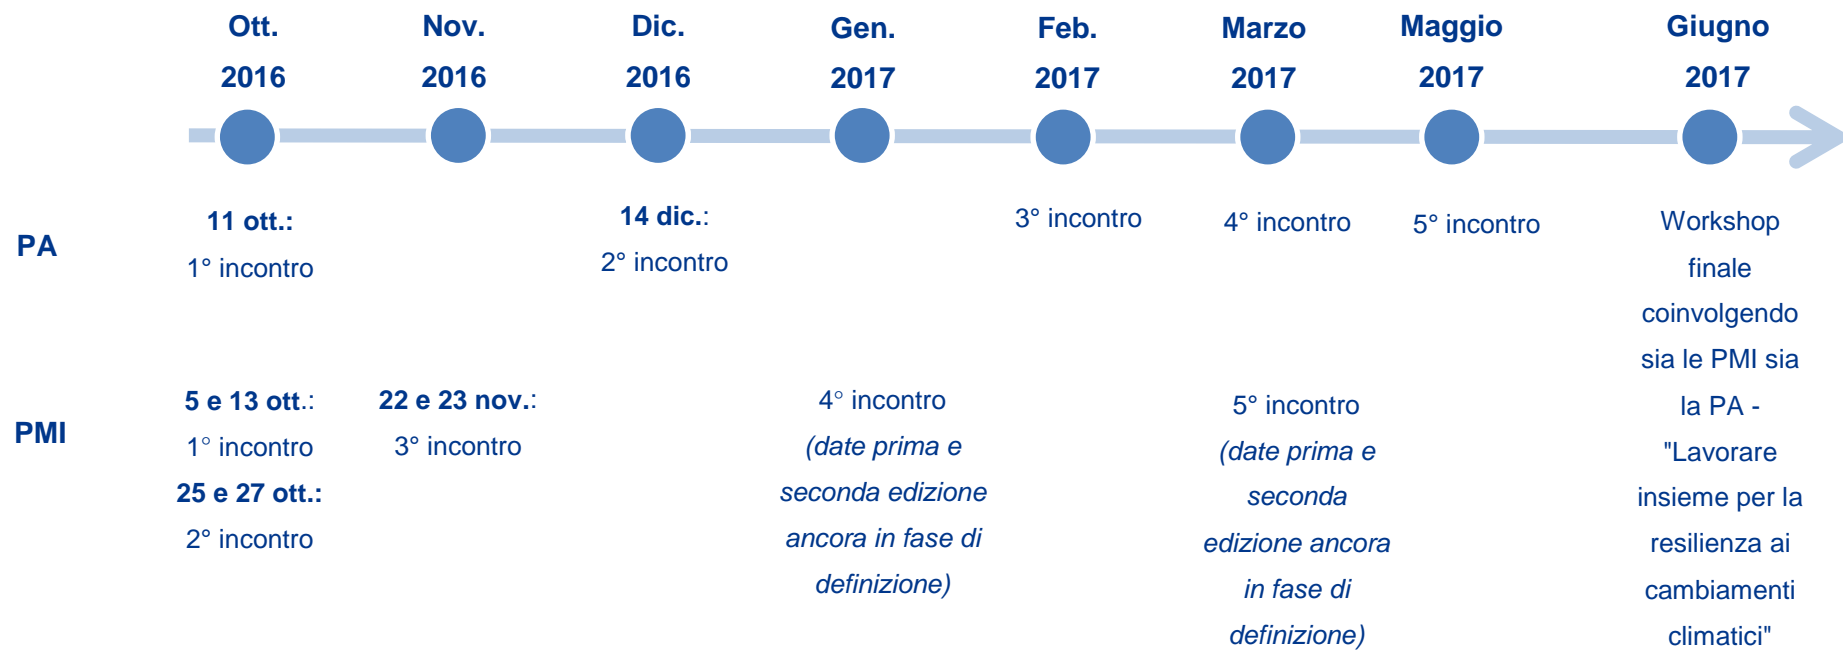 Ott.
2016
Nov.
2016
Dic.
2016
Gen.
2017
Feb.
2017
Marzo
2017
Maggio
2017
Giugno
2017
PA
11 ott.:
1° incontro
14 dic.:
2° incontro
3° incontro
4° incontro
5° incontro
PMI
5 e 13 ott.:
1° incontro
25 e 27 ott.:
2° incontro
22 e 23 nov.:
3° incontro
4° incontro
(date prima e
seconda edizione
ancora in fase di
definizione)
5° incontro
(date prima e
seconda
edizione ancora
in fase di
definizione)
Workshop
finale
coinvolgendo
sia le PMI sia
la PA -
"Lavorare
insieme per la
resilienza ai
cambiamenti
climatici"